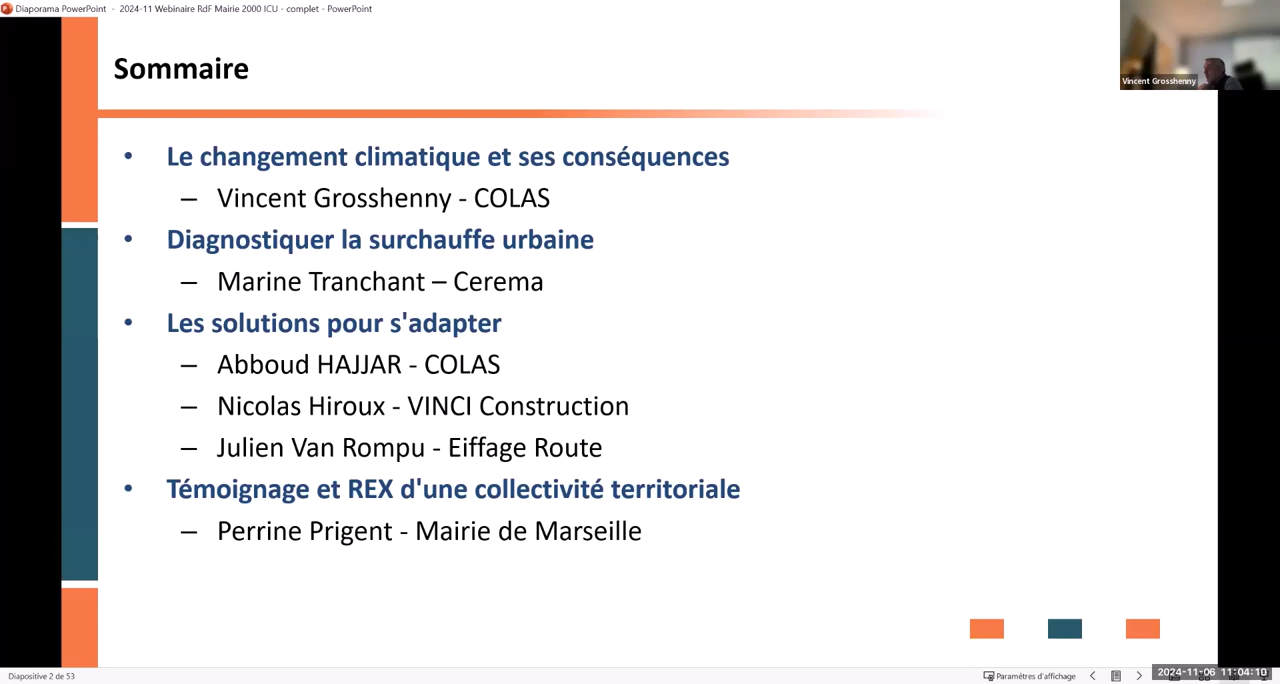 Diaporama PowerPoint - 2024-11 Webinaire RdF Mairie 2000 ICU - complet - PowerPoint
Vincent Grosshenny
Sommaire
• Le changement climatique et ses conséquences
– Vincent Grosshenny - COLAS
• Diagnostiquer la surchauffe urbaine
– Marine Tranchant – Cerema
• Les solutions pour s'adapter
– Abboud HAJJAR - COLAS
– Nicolas Hiroux - VINCI Construction
– Julien Van Rompu - Eiffage Route
• Témoignage et REX d'une collectivité territoriale
– Perrine Prigent - Mairie de Marseille
Diapositive 2 de 53
Paramètres d'affichage
2024-11-06 11:04:10